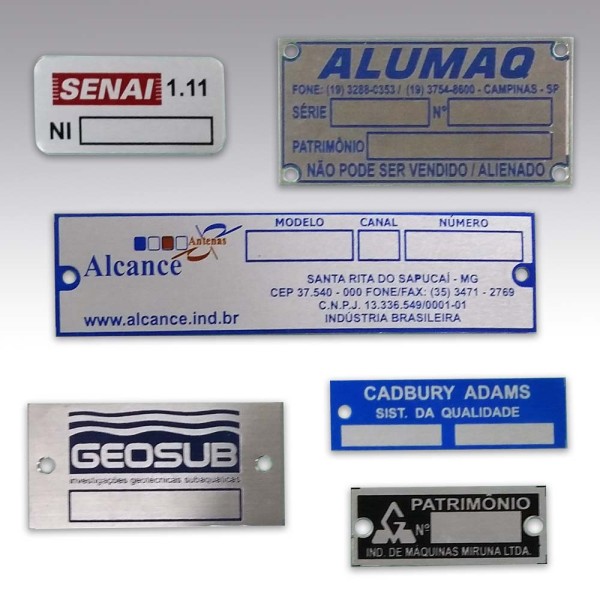 SENAI 1.11
NI
ALUMAQ
FONE: (19) 3288-0353 / (19) 3754-8600 - CAMPINAS - SP
SÉRIE Nº
PATRIMÔNIO
NÃO PODE SER VENDIDO / ALIENADO
MODELO CANAL NÚMERO
Antenas
Alcance
SANTA RITA DO SAPUCAÍ - MG
CEP 37.540 - 000 FONE/FAX: (35) 3471 - 2769
C.N.P.J. 13.336.549/0001-01
www.alcance.ind.br
INDÚSTRIA BRASILEIRA
GEOSUB
investigações geotécnicas subaquáticas
CADBURY ADAMS
SIST. DA QUALIDADE
PATRIMÔNIO
Nº
IND. DE MÁQUINAS MIRUNA LTDA.